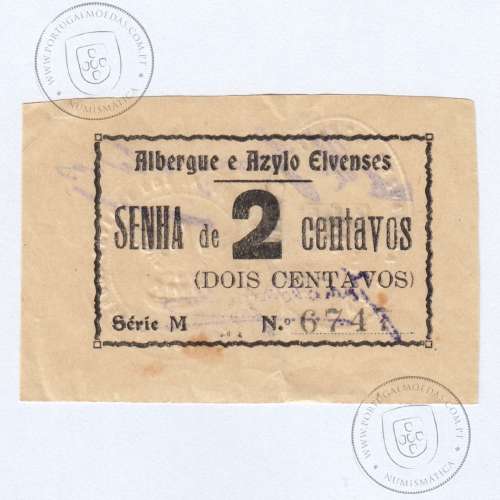 WWW.PORTUGALMOEDAS.COM.PT
NUMISMÁTICA
Albergue e Azylo Elvenses
SENHA de 2 centavos
(DOIS CENTAVOS)
Série M N.º 674
WWW.PORTUGALMOEDAS.COM.PT
NUMISMÁTICA